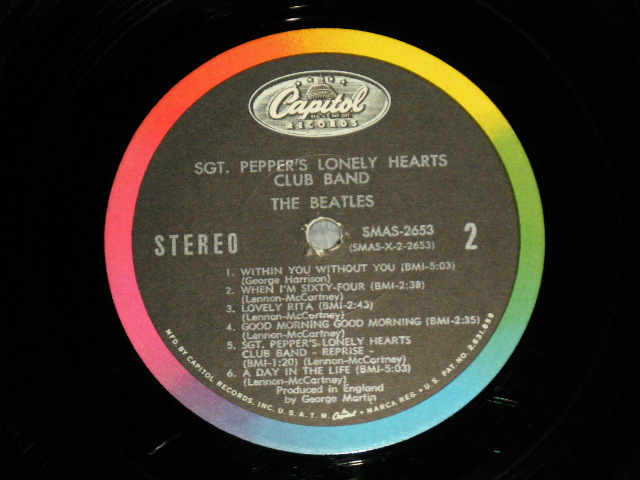 Capitol
RECORDS
SGT. PEPPER'S LONELY HEARTS
CLUB BAND
THE BEATLES
STEREO
SMAS-2653
(SMAS-X-2-2653)
2
1. WITHIN YOU WITHOUT YOU (BMI-5:03)
(George Harrison)
2. WHEN I'M SIXTY-FOUR (BMI-2:38)
(Lennon-McCartney)
3. LOVELY RITA (BMI-2:43)
(Lennon-McCartney)
4. GOOD MORNING GOOD MORNING (BMI-2:35)
(Lennon-McCartney)
5. SGT. PEPPER'S LONELY HEARTS
CLUB BAND - REPRISE -
(BMI-1:20) (Lennon-McCartney)
6. A DAY IN THE LIFE (BMI-5:03)
(Lennon-McCartney)
Produced in England
by George Martin
MFD. BY CAPITOL RECORDS, INC. U.S.A. T.M. Capitol MARCA REG. • U.S. PAT. NO. 2,631,859